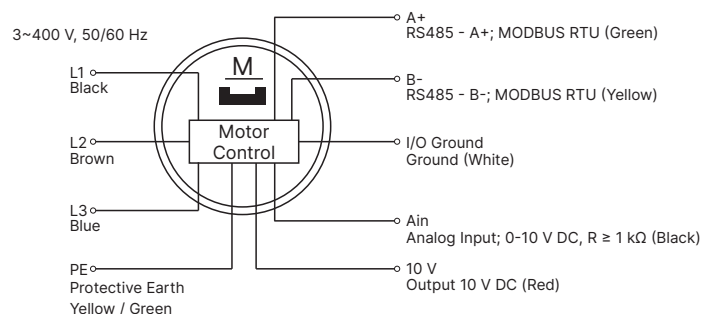 3~400 V, 50/60 Hz
L1
Black
L2
Brown
L3
Blue
PE
Protective Earth
Yellow / Green
M
Motor
Control
A+
RS485 - A+; MODBUS RTU (Green)
B-
RS485 - B-; MODBUS RTU (Yellow)
I/O Ground
Ground (White)
Ain
Analog Input; 0-10 V DC, R ≥ 1 kΩ (Black)
10 V
Output 10 V DC (Red)